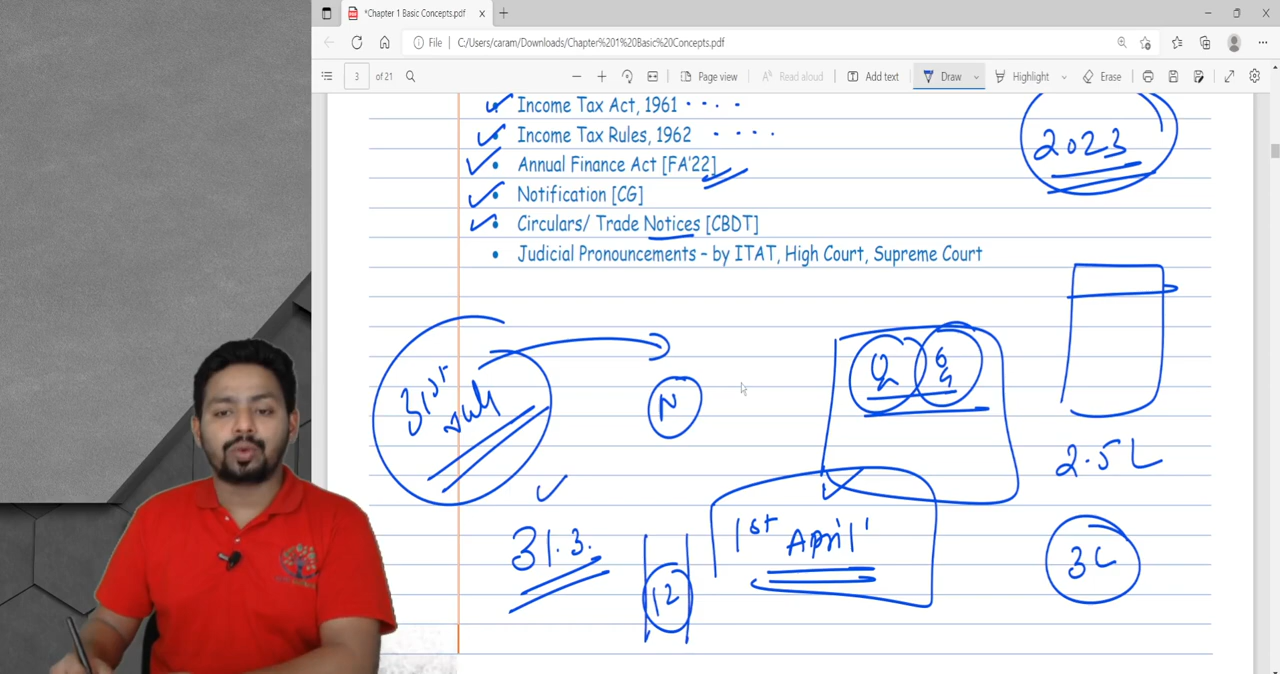 *Chapter 1 Basic Concepts.pdf
File C:/Users/caram/Downloads/Chapter%201%20Basic%20Concepts.pdf
3 of 21 Page view Read aloud Add text Draw Highlight Erase
• Income Tax Act, 1961
• Income Tax Rules, 1962
• Annual Finance Act [FA'22]
• Notification [CG]
• Circulars/ Trade Notices [CBDT]
• Judicial Pronouncements – by ITAT, High Court, Supreme Court
2023
31st
N
2.5 L
31.3.
12
1st April'
3L